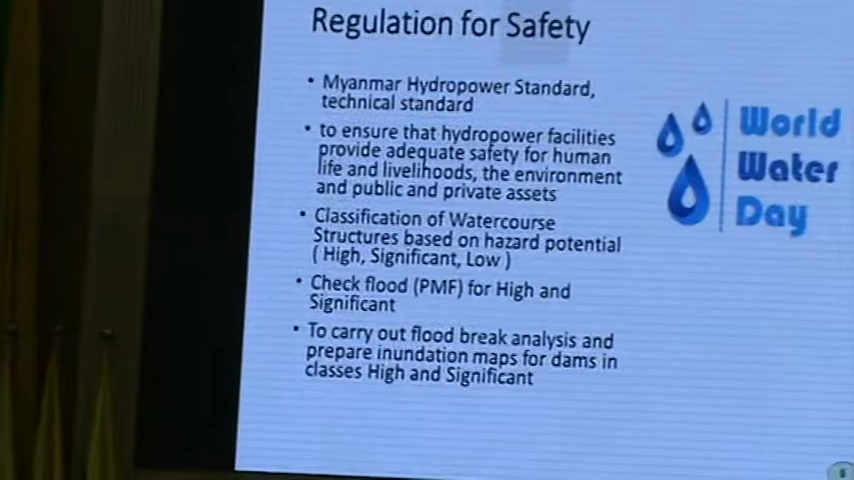 Regulation for Safety
• Myanmar Hydropower Standard,
technical standard
• to ensure that hydropower facilities
provide adequate safety for human
life and livelihoods, the environment
and public and private assets
• Classification of Watercourse
Structures based on hazard potential
( High, Significant, Low )
• Check flood (PMF) for High and
Significant
• To carry out flood break analysis and
prepare inundation maps for dams in
classes High and Significant
World
Water
Day